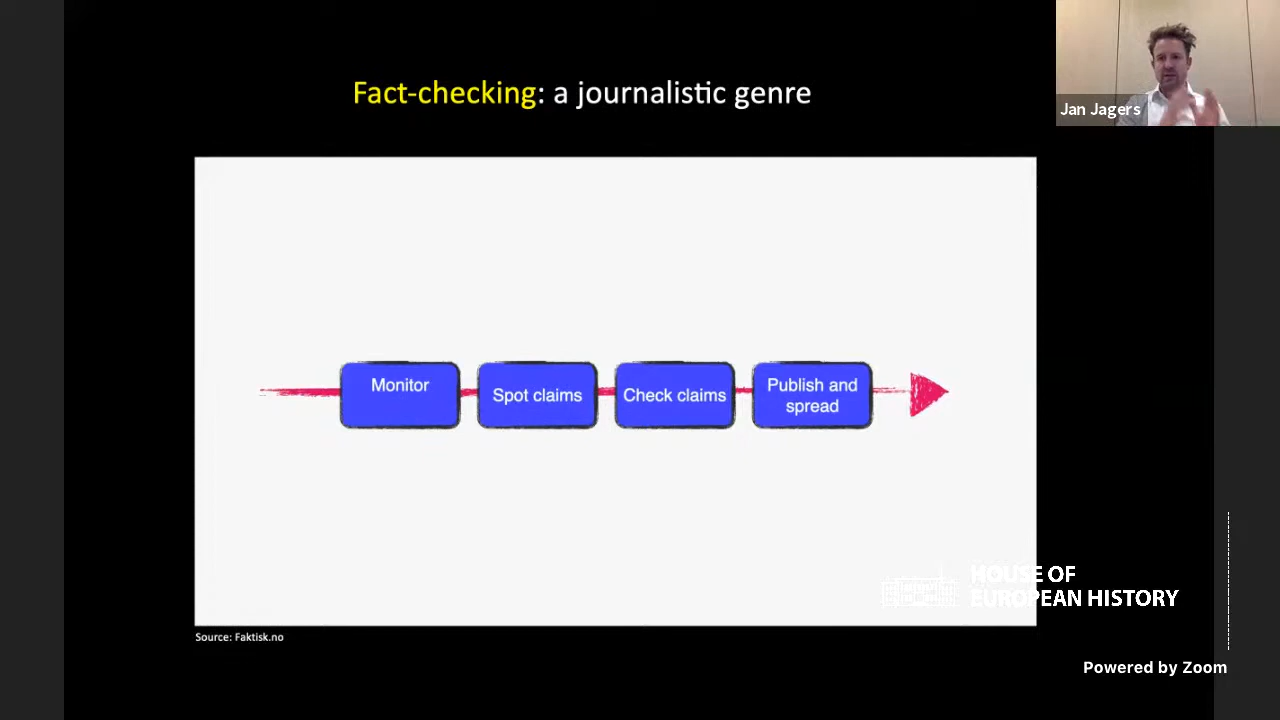 Fact-checking: a journalistic genre
Jan Jagers
Monitor
Spot claims
Check claims
Publish and
spread
HOUSE OF
EUROPEAN HISTORY
Source: Faktisk.no
Powered by Zoom